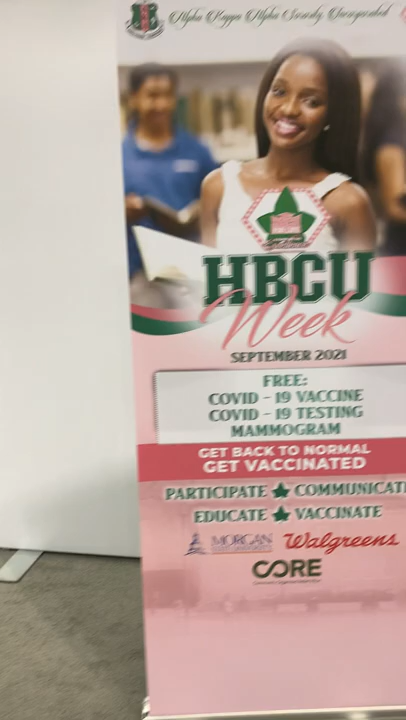 Alpha Kappa Alpha Sorority, Incorporated
HBCU
Week
SEPTEMBER 2021
FREE:
COVID - 19 VACCINE
COVID - 19 TESTING
MAMMOGRAM
GET BACK TO NORMAL
GET VACCINATED
PARTICIPATE ★ COMMUNICAT
EDUCATE ★ VACCINATE
MORGAN Walgreens
CORE